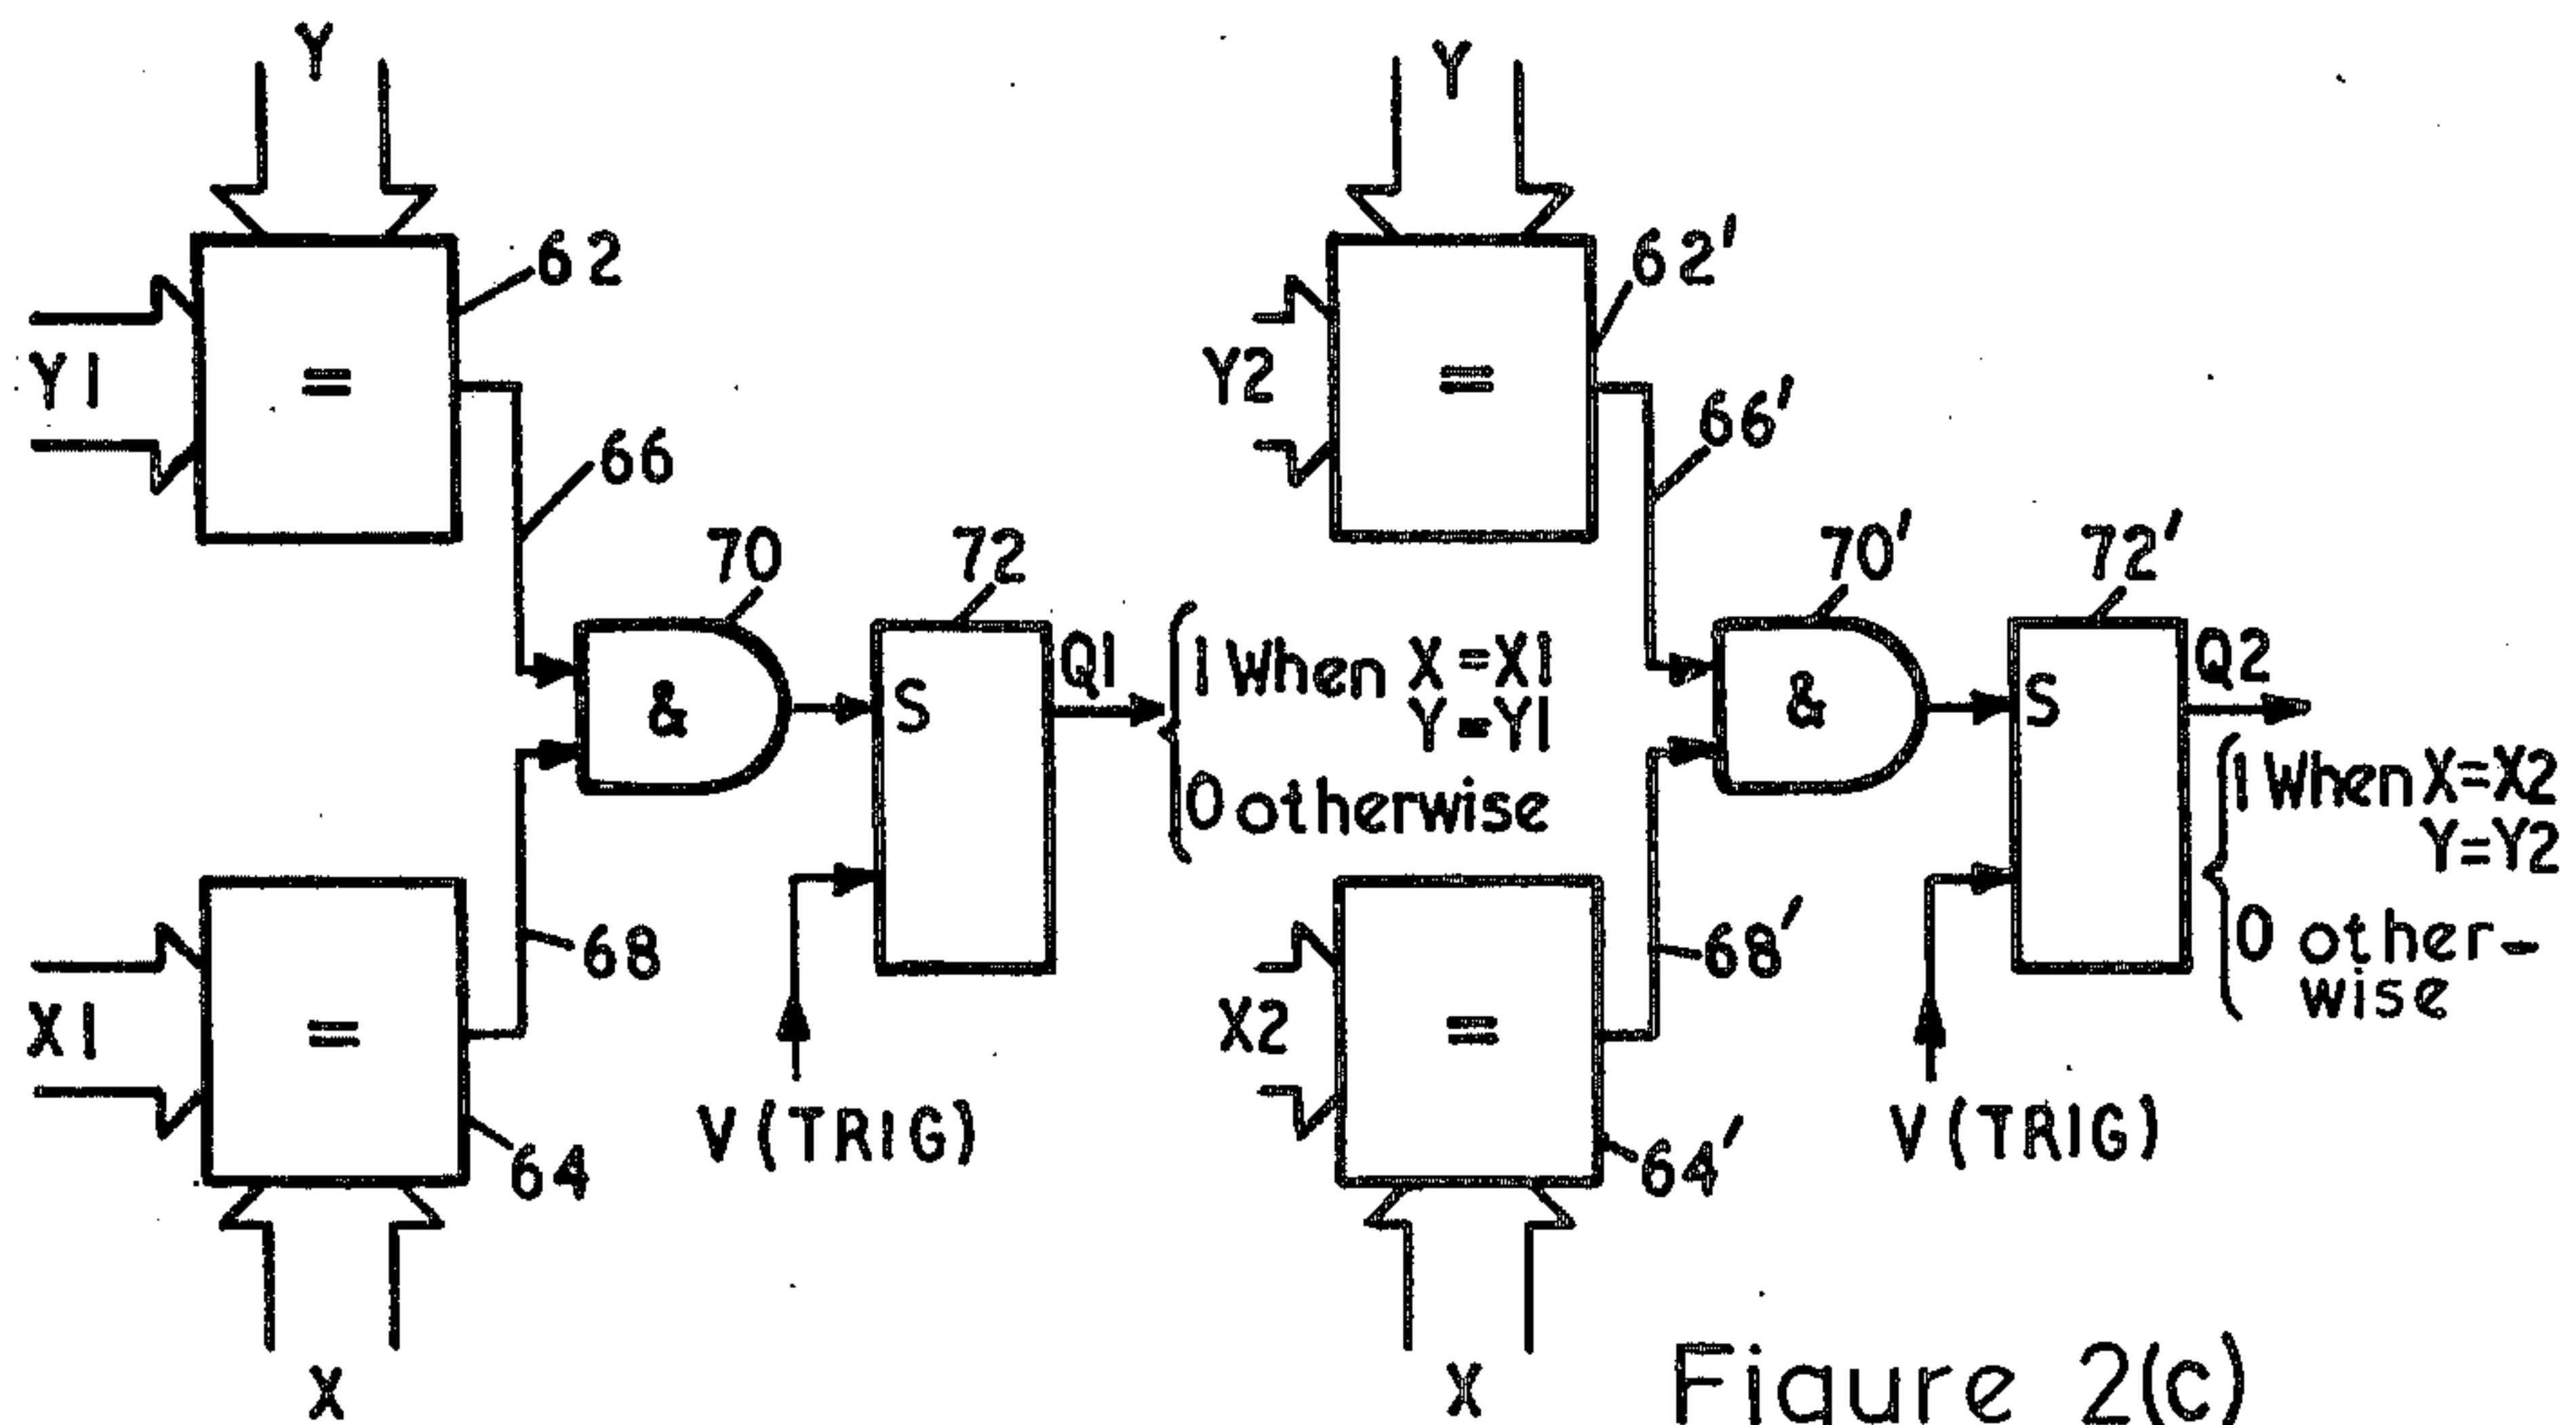 Y
62
Y1
=
66
70
72
&
S
Q1
1 When X=X1
Y=Y1
0 otherwise
68
X1
=
64
V(TRIG)
X
Y
62'
Y2
=
66'
70'
72'
&
S
Q2
1 When X=X2
Y=Y2
0 other-
wise
68'
X2
=
64'
V(TRIG)
X
Figure 2(c)